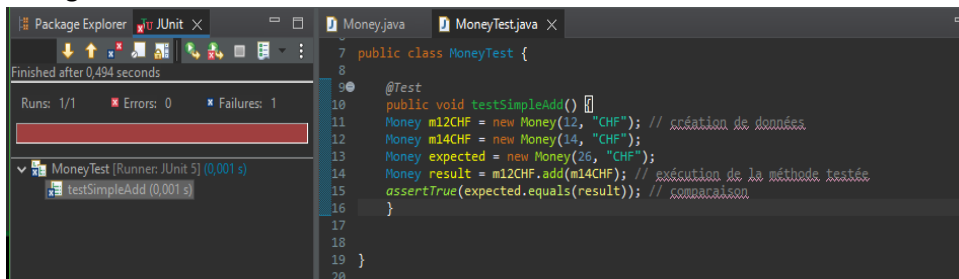 Package Explorer JUnit
Finished after 0,494 seconds
Runs: 1/1 Errors: 0 Failures: 1
MoneyTest [Runner: JUnit 5] (0,001 s)
testSimpleAdd (0,001 s)
Money.java MoneyTest.java
7 public class MoneyTest {
8
9 @Test
10 public void testSimpleAdd() {
11 Money m12CHF = new Money(12, "CHF"); // création de données
12 Money m14CHF = new Money(14, "CHF");
13 Money expected = new Money(26, "CHF");
14 Money result = m12CHF.add(m14CHF); // exécution de la méthode testée
15 assertTrue(expected.equals(result)); // comparaison
16 }
17
18
19 }
20